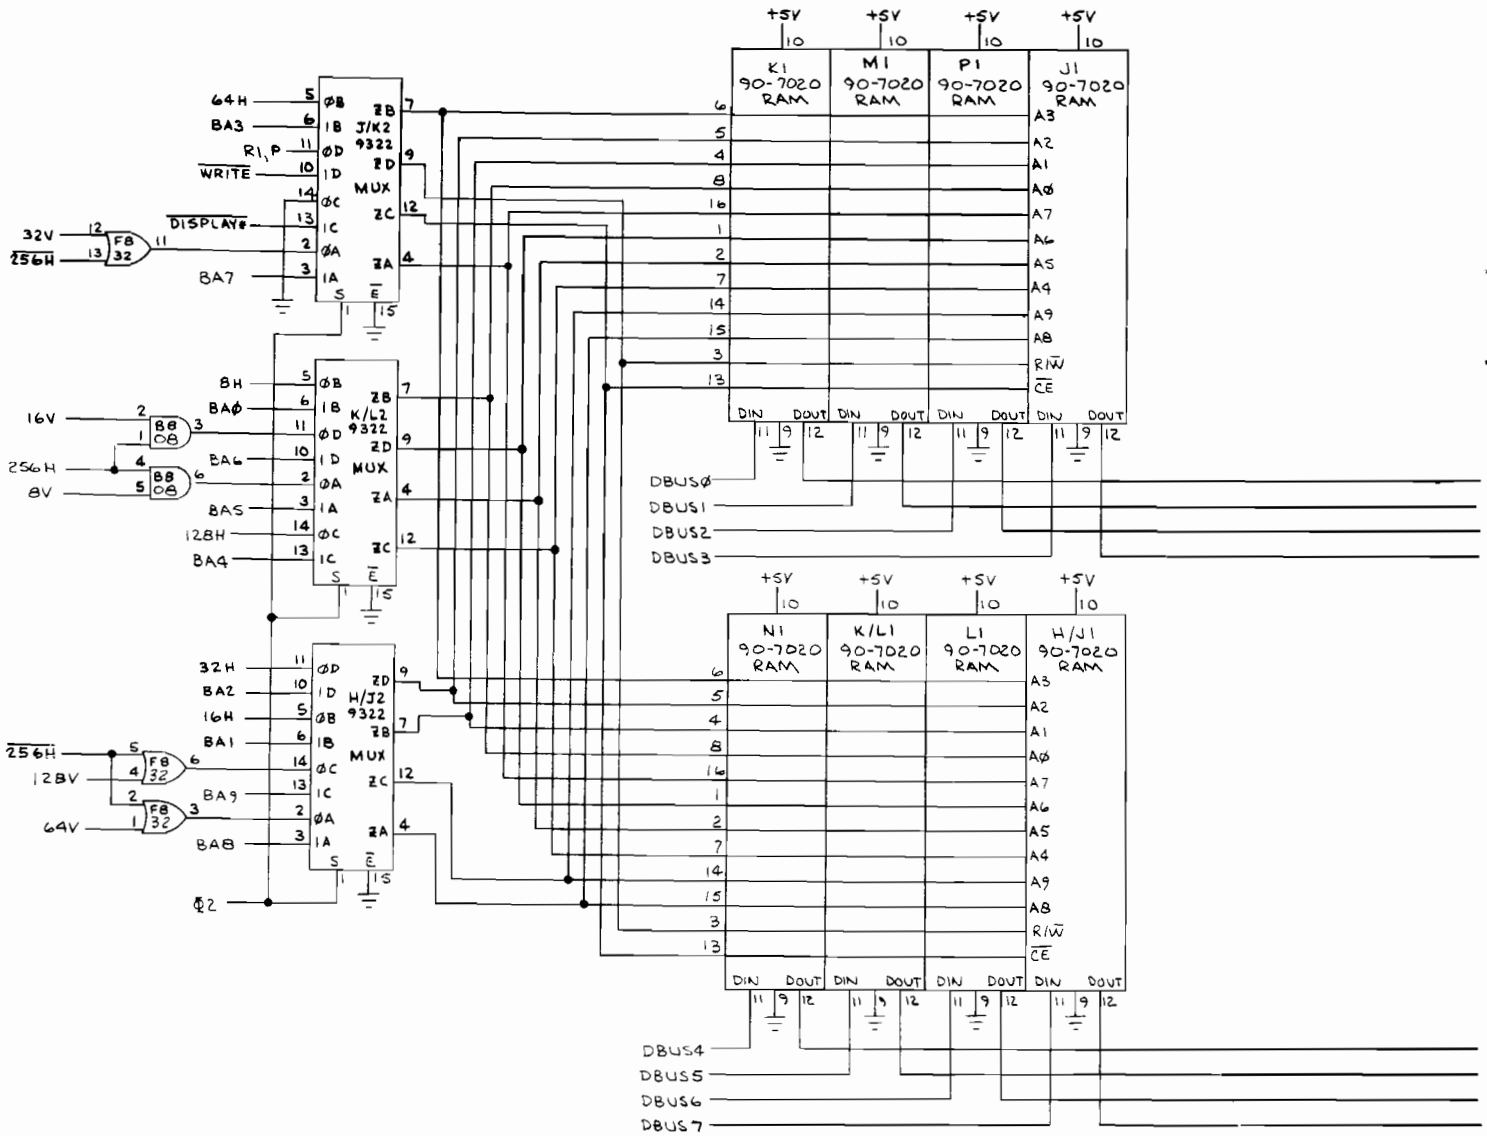 +5V +5V +5V +5V
10 10 10 10
K1 M1 P1 J1
90-7020 90-7020 90-7020 90-7020
RAM RAM RAM RAM
6 A3
5 A2
4 A1
8 AØ
16 A7
1 A6
2 A5
7 A4
14 A9
15 A8
3 R/W̅
13 C̅E̅
DIN DOUT DIN DOUT DIN DOUT DIN DOUT
11 9 12 11 9 12 11 9 12 11 9 12
DBUSØ
DBUS1
DBUS2
DBUS3
64H 5 ØB ZB 7
BA3 6 1B J/K2
R1,P 11 ØD 9322
W̅R̅I̅T̅E̅ 10 1D ZD 9
14 ØC MUX
D̅I̅S̅P̅L̅A̅Y̅*̅ 13 1C ZC 12
2 ØA
BA7 3 1A ZA 4
S E̅
1 15
32V 12 F8 11
2̅5̅6̅H̅ 13 32
8H 5 ØB ZB 7
BAØ 6 1B K/L2
11 ØD 9322
BA6 10 1D ZD 9
2 ØA MUX
BA5 3 1A ZA 4
128H 14 ØC
BA4 13 1C ZC 12
S E̅
1 15
16V 2 B8 3
1 08
256H 4 B8 6
8V 5 08
32H 11 ØD ZD 9
BA2 10 1D H/J2
16H 5 ØB 9322
BA1 6 1B ZB 7
14 ØC MUX
BA9 13 1C ZC 12
2 ØA
BA8 3 1A ZA 4
S E̅
1 15
2̅5̅6̅H̅ 5 F8 6
128V 4 32
2 F8 3
64V 1 32
Φ2
+5V +5V +5V +5V
10 10 10 10
N1 K/L1 L1 H/J1
90-7020 90-7020 90-7020 90-7020
RAM RAM RAM RAM
6 A3
5 A2
4 A1
8 AØ
16 A7
1 A6
2 A5
7 A4
14 A9
15 A8
3 R/W̅
13 C̅E̅
DIN DOUT DIN DOUT DIN DOUT DIN DOUT
11 9 12 11 9 12 11 9 12 11 9 12
DBUS4
DBUS5
DBUS6
DBUS7